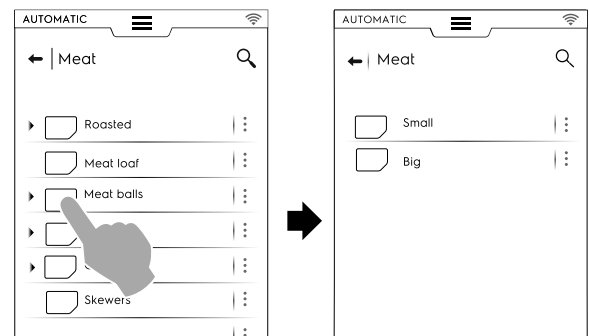 AUTOMATIC
Meat
Roasted
Meat loaf
Meat balls
Skewers
AUTOMATIC
Meat
Small
Big